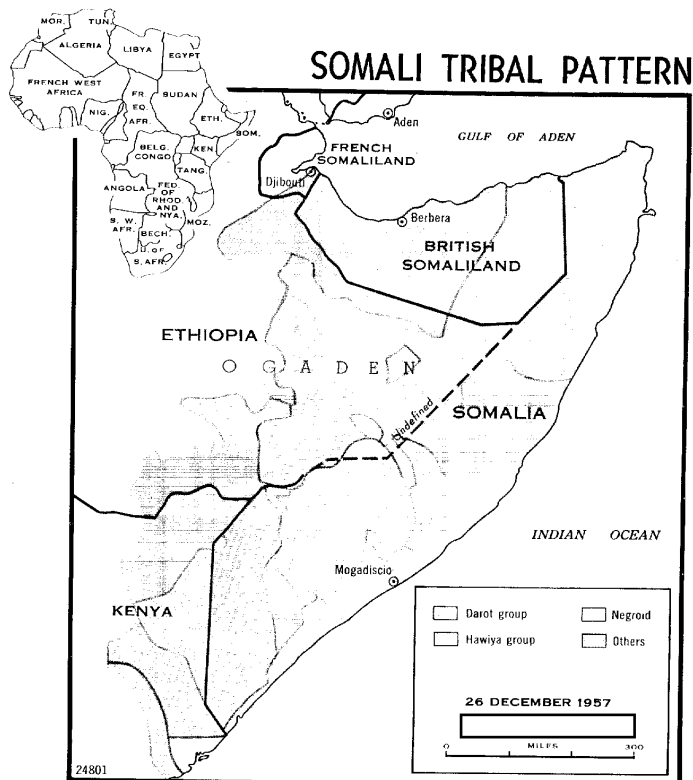 SOMALI TRIBAL PATTERN
MOR.
TUN.
ALGERIA
LIBYA
EGYPT
FRENCH WEST
AFRICA
FR.
EQ.
AFR.
SUDAN
NIG.
ETH.
SOM.
BELG.
CONGO
KEN.
TANG.
ANGOLA
FED.
OF
RHOD.
AND
NYA.
MOZ.
S. W.
AFR.
BECH.
U. OF
S. AFR.
Aden
GULF OF ADEN
FRENCH
SOMALILAND
Djibouti
Berbera
BRITISH
SOMALILAND
ETHIOPIA
OGADEN
Undefined
SOMALIA
INDIAN OCEAN
Mogadiscio
KENYA
Darot group
Negroid
Hawiya group
Others
26 DECEMBER 1957
0 MILES 300
24801